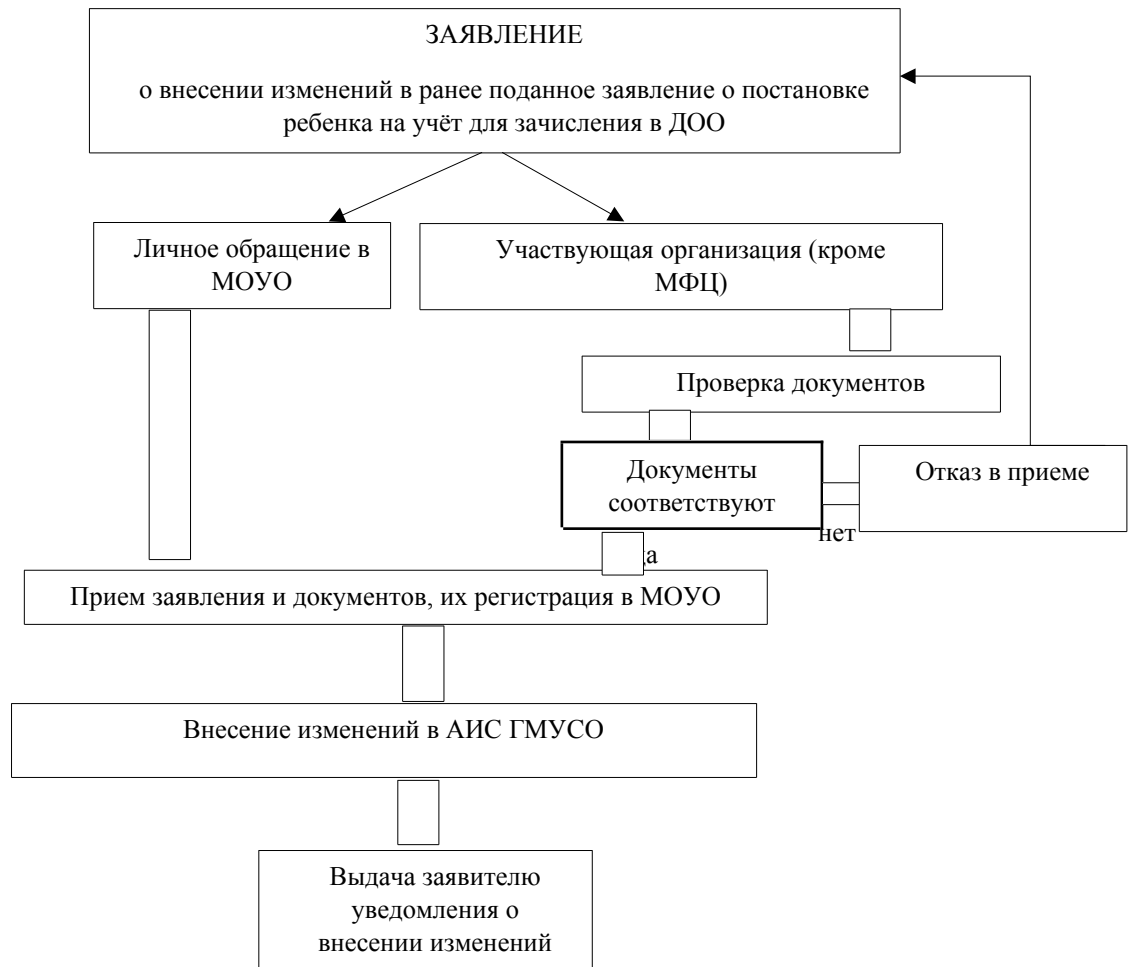 ЗАЯВЛЕНИЕ
о внесении изменений в ранее поданное заявление о постановке
ребенка на учёт для зачисления в ДОО
Личное обращение в
МОУО
Участвующая организация (кроме
МФЦ)
Проверка документов
Документы
соответствуют
Отказ в приеме
нет
Прием заявления и документов, их регистрация в МОУО
Внесение изменений в АИС ГМУСО
Выдача заявителю
уведомления о
внесении изменений